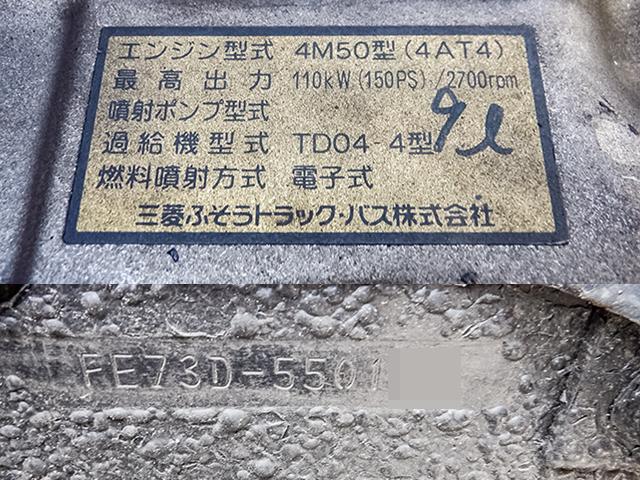 エンジン型式 4M50型(4AT4)
最高出力 110kW(150PS)/2700rpm
噴射ポンプ型式
過給機型式 TD04-4型
燃料噴射方式 電子式
9ℓ
三菱ふそうトラック・バス株式会社
FE73D-5501